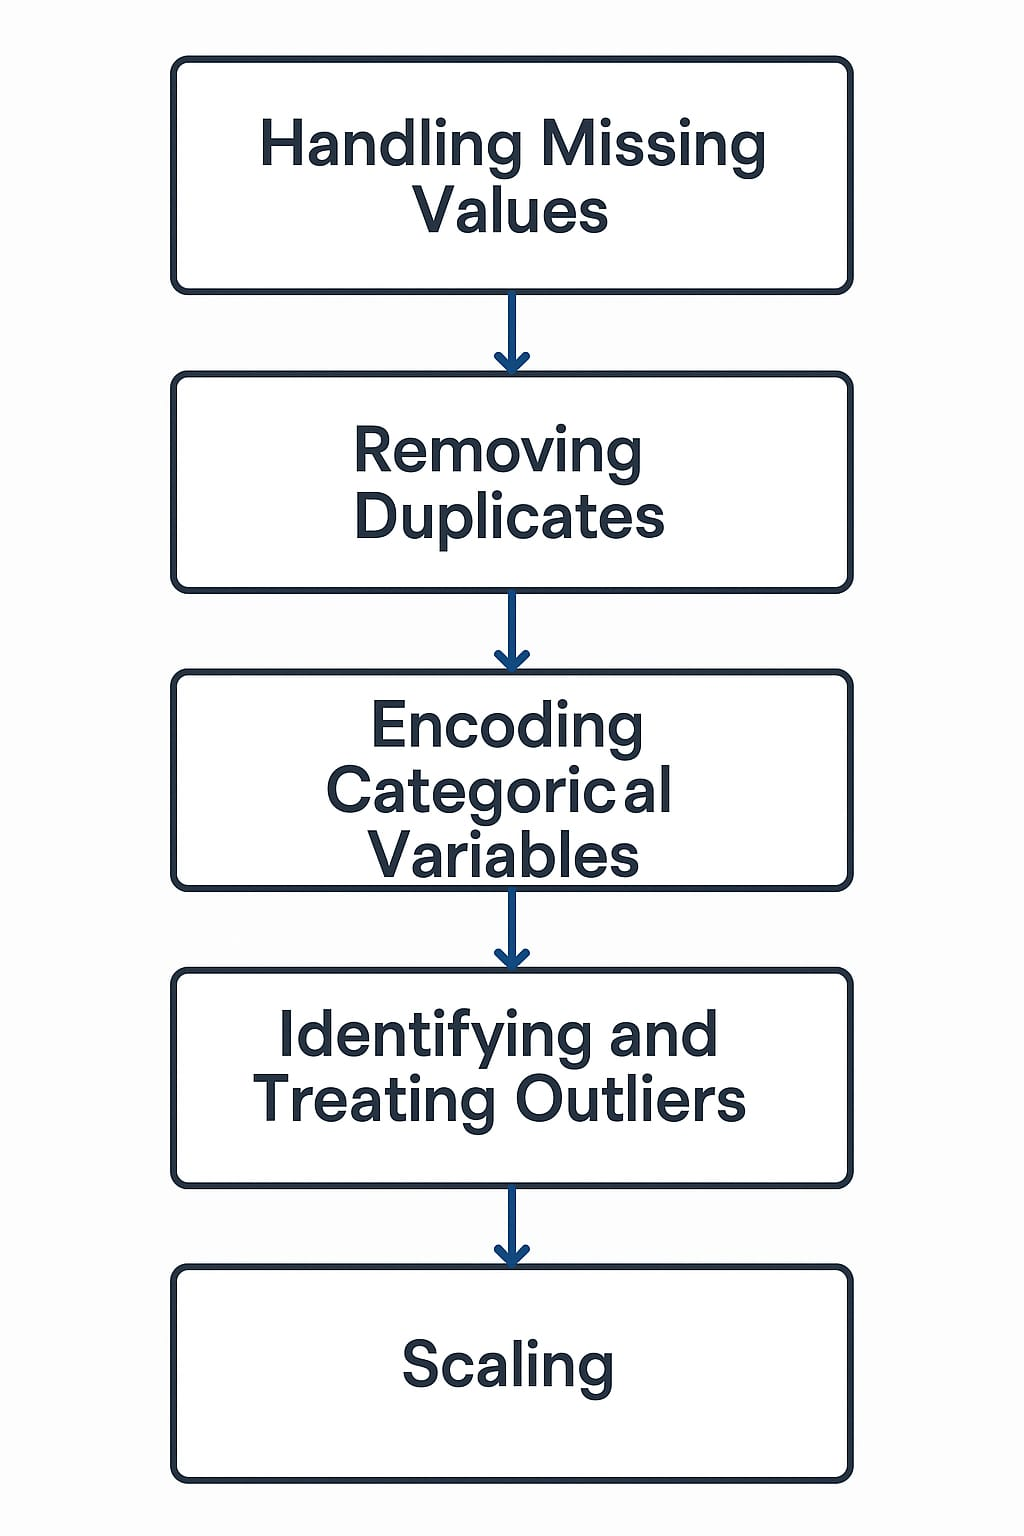 Handling Missing
Values
Removing
Duplicates
Encoding
Categorical
Variables
Identifying and
Treating Outliers
Scaling